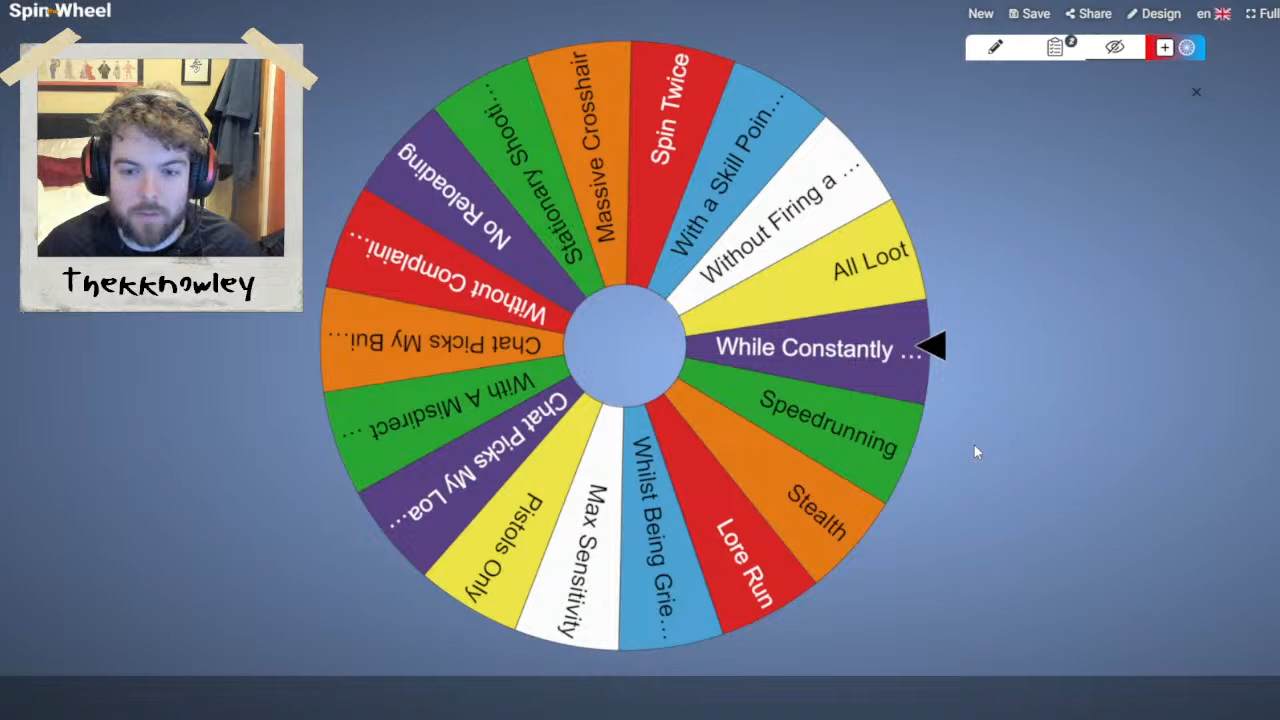 Spin the Wheel
New
Save
Share
Design
en
Full
2
Thekknowley
Spin Twice
With a Skill Poin...
Without Firing a ...
All Loot
While Constantly ...
Speedrunning
Stealth
Lore Run
Whilst Being Grie...
Max Sensitivity
Pistols Only
Chat Picks My Loa...
With A Misdirect ...
Chat Picks My Bui...
Without Complaini...
No Reloading
Stationary Shooti...
Massive Crosshair